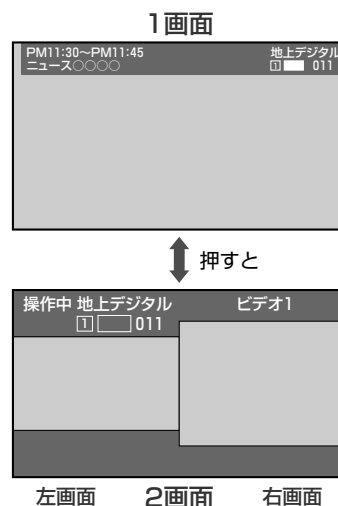 1画面
PM11:30~PM11:45 地上デジタル
ニュース○○○○ 1 011
押すと
操作中 地上デジタル ビデオ1
1 011
左画面 2画面 右画面